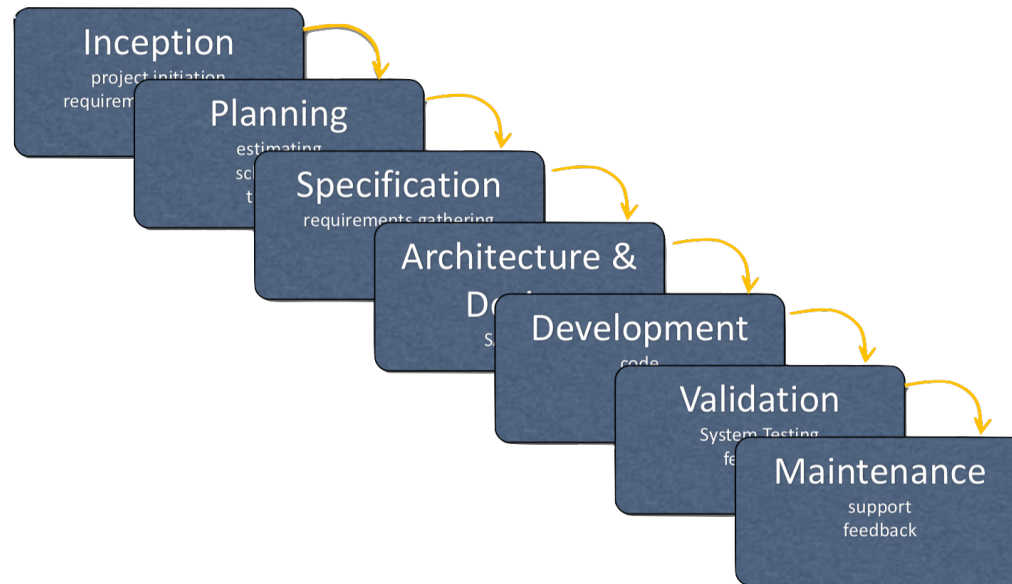 Inception
project initiation
Planning
estimating
Specification
requirements gathering
Architecture &
Development
code
Validation
System Testing
Maintenance
support
feedback